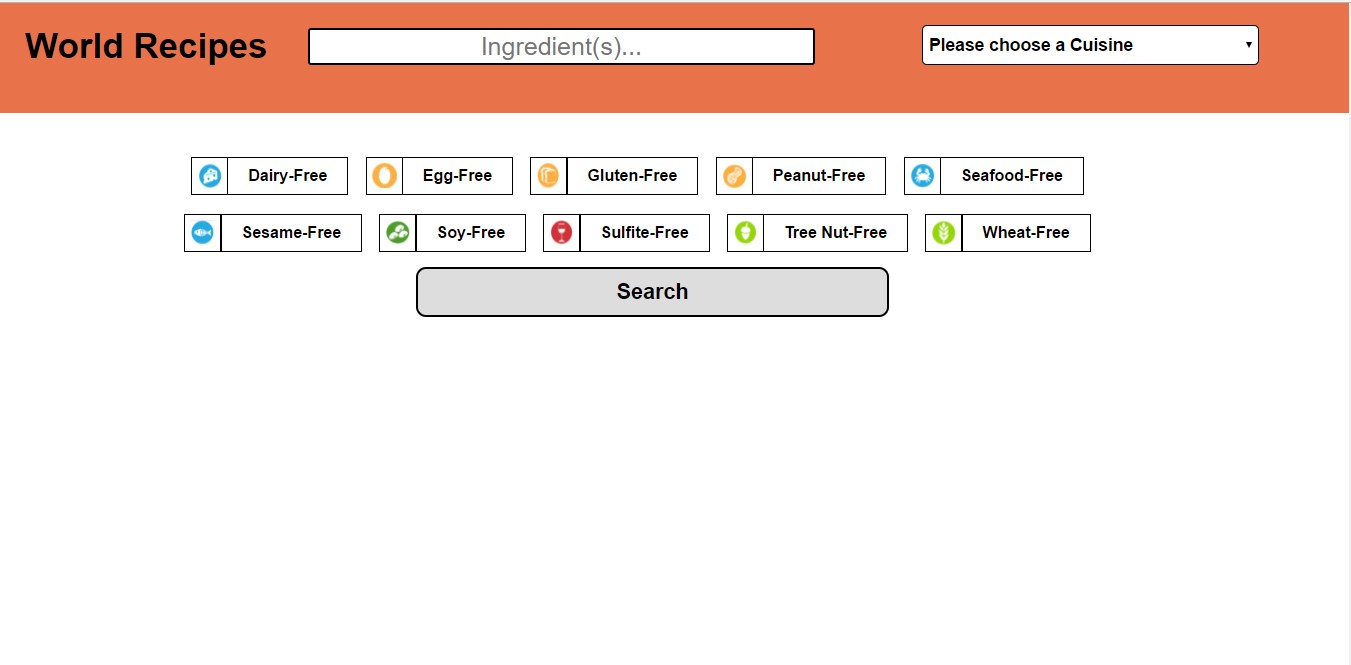 World Recipes Ingredient(s)... Please choose a Cuisine
Dairy-Free Egg-Free Gluten-Free Peanut-Free Seafood-Free
Sesame-Free Soy-Free Sulfite-Free Tree Nut-Free Wheat-Free
Search